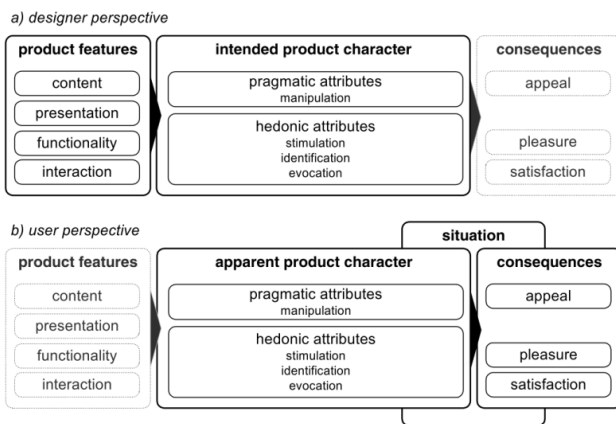 a) designer perspective
product features
content
presentation
functionality
interaction
intended product character
pragmatic attributes
manipulation
hedonic attributes
stimulation
identification
evocation
consequences
appeal
pleasure
satisfaction
b) user perspective
situation
product features
content
presentation
functionality
interaction
apparent product character
pragmatic attributes
manipulation
hedonic attributes
stimulation
identification
evocation
consequences
appeal
pleasure
satisfaction